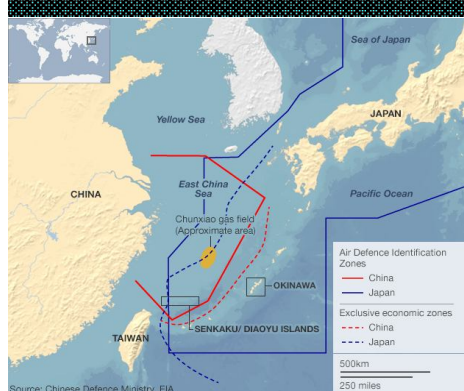 Sea of Japan
JAPAN
Yellow Sea
CHINA
East China
Sea
Pacific Ocean
Chunxiao gas field
(Approximate area)
OKINAWA
SENKAKU/ DIAOYU ISLANDS
TAIWAN
Air Defence Identification
Zones
China
Japan
Exclusive economic zones
China
Japan
500km
250 miles
Source: Chinese Defence Ministry, EIA